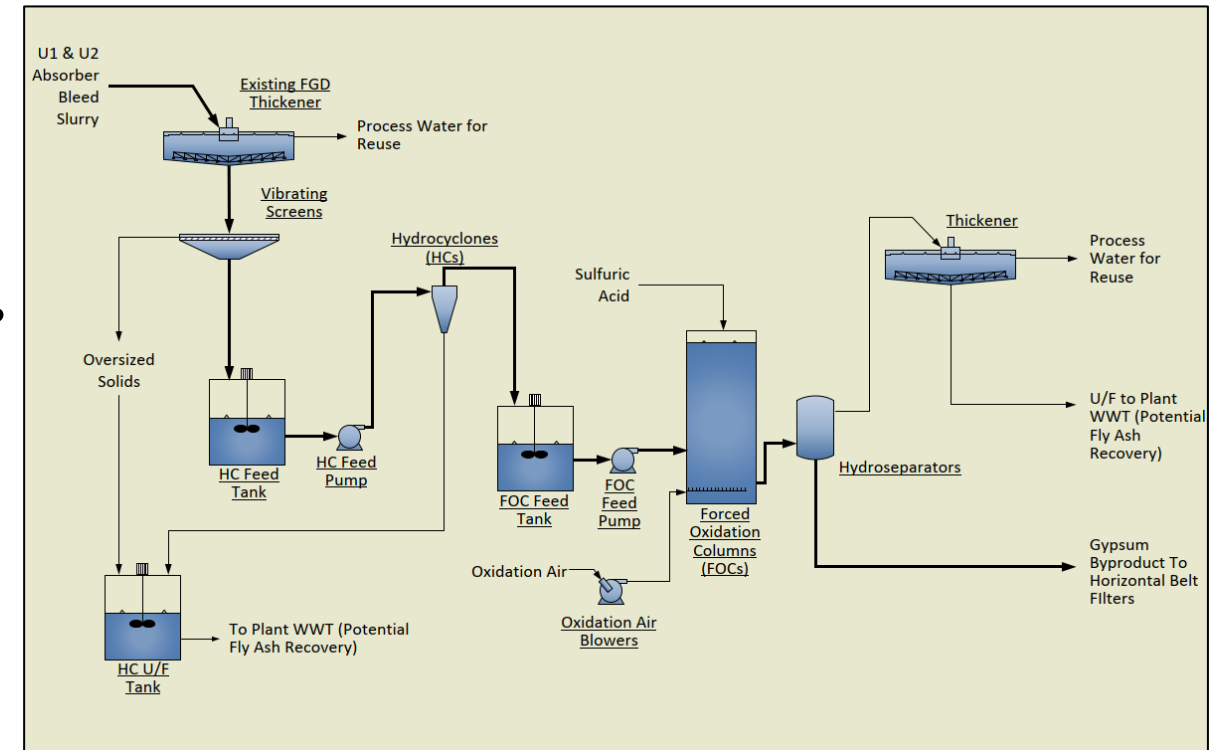 U1 & U2
Absorber
Bleed
Slurry
Existing FGD
Thickener
Process Water for
Reuse
Vibrating
Screens
Hydrocyclones
(HCs)
Oversized
Solids
HC Feed
Tank
HC Feed
Pump
HC U/F
Tank
To Plant WWT (Potential
Fly Ash Recovery)
FOC Feed
Tank
FOC
Feed
Pump
Sulfuric
Acid
Forced
Oxidation
Columns
(FOCs)
Oxidation Air
Oxidation Air
Blowers
Hydroseparators
Thickener
Process
Water for
Reuse
U/F to Plant
WWT (Potential
Fly Ash
Recovery)
Gypsum
Byproduct To
Horizontal Belt
FIlters